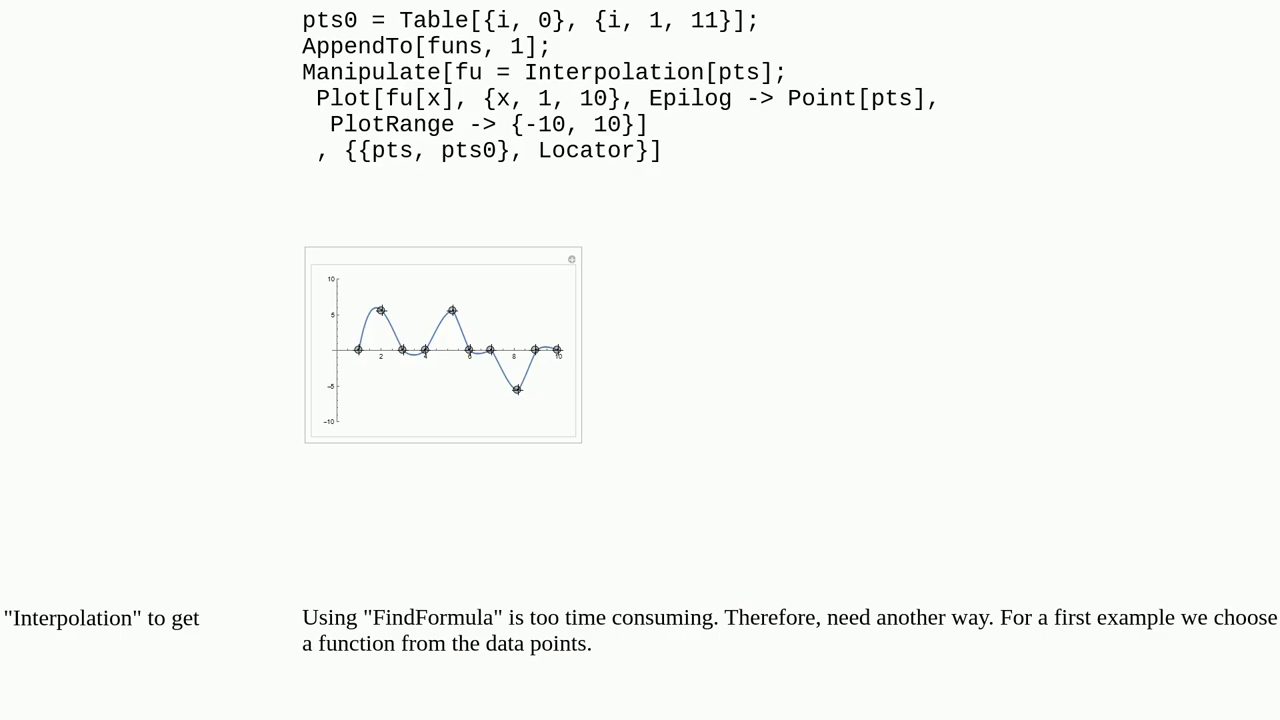 pts0 = Table[{i, 0}, {i, 1, 11}];
AppendTo[funs, 1];
Manipulate[fu = Interpolation[pts];
Plot[fu[x], {x, 1, 10}, Epilog -> Point[pts],
PlotRange -> {-10, 10}]
, {{pts, pts0}, Locator}]
10
5
2 4 6 8 10
-5
-10
"Interpolation" to get
Using "FindFormula" is too time consuming. Therefore, need another way. For a first example we choose
a function from the data points.